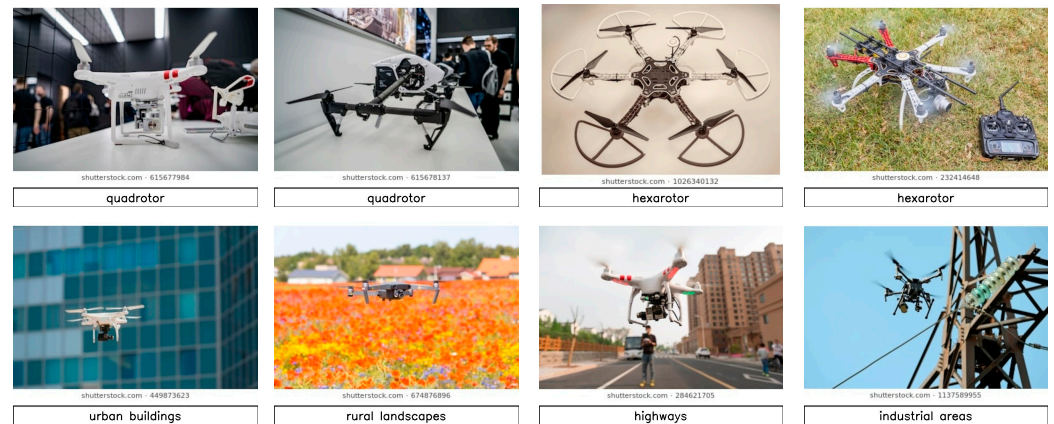 shutterstock.com · 615677984
shutterstock.com · 615678137
shutterstock.com · 1026340132
shutterstock.com · 232414648
quadrotor
quadrotor
hexarotor
hexarotor
shutterstock.com · 449873623
shutterstock.com · 674876896
shutterstock.com · 284621705
shutterstock.com · 1137589955
urban buildings
rural landscapes
highways
industrial areas